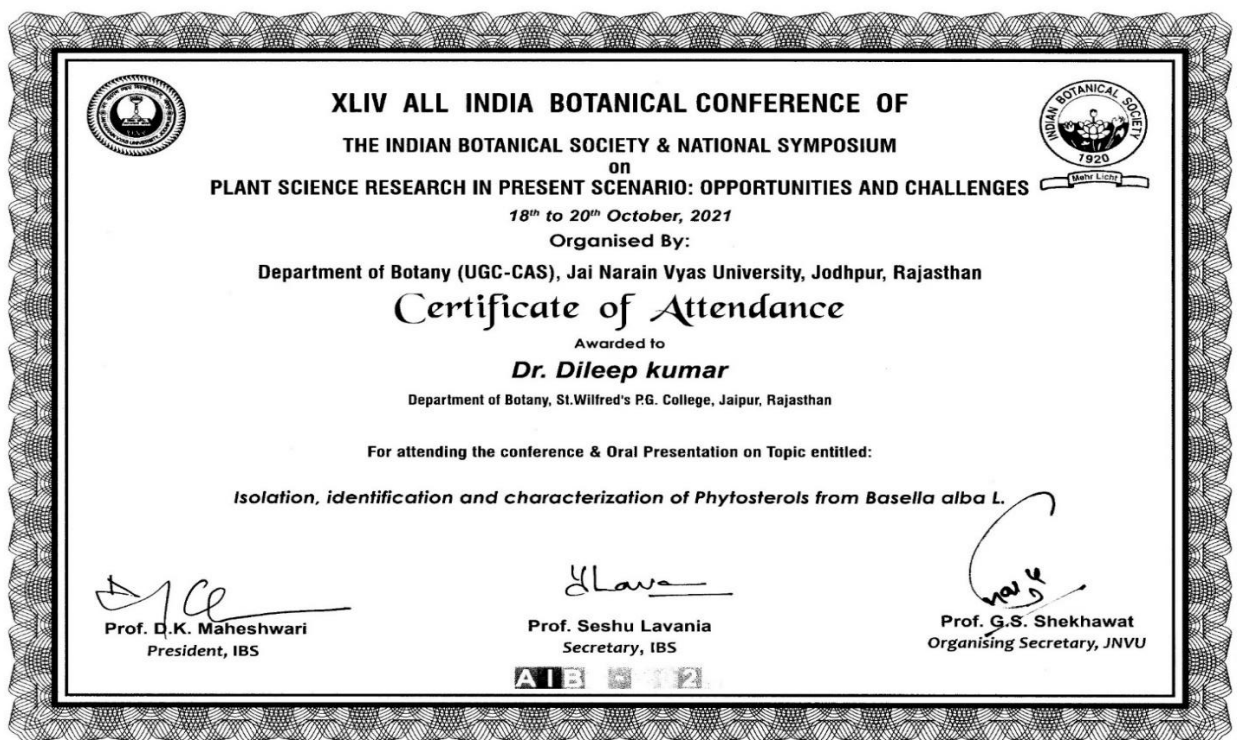 XLIV ALL INDIA BOTANICAL CONFERENCE OF
THE INDIAN BOTANICAL SOCIETY & NATIONAL SYMPOSIUM
on
PLANT SCIENCE RESEARCH IN PRESENT SCENARIO: OPPORTUNITIES AND CHALLENGES
INDIAN BOTANICAL SOCIETY
1920
Mehr Licht
18th to 20th October, 2021
Organised By:
Department of Botany (UGC-CAS), Jai Narain Vyas University, Jodhpur, Rajasthan
Certificate of Attendance
Awarded to
Dr. Dileep kumar
Department of Botany, St.Wilfred's P.G. College, Jaipur, Rajasthan
For attending the conference & Oral Presentation on Topic entitled:
Isolation, identification and characterization of Phytosterols from Basella alba L.
Prof. D.K. Maheshwari
President, IBS
Prof. Seshu Lavania
Secretary, IBS
Prof. G.S. Shekhawat
Organising Secretary, JNVU